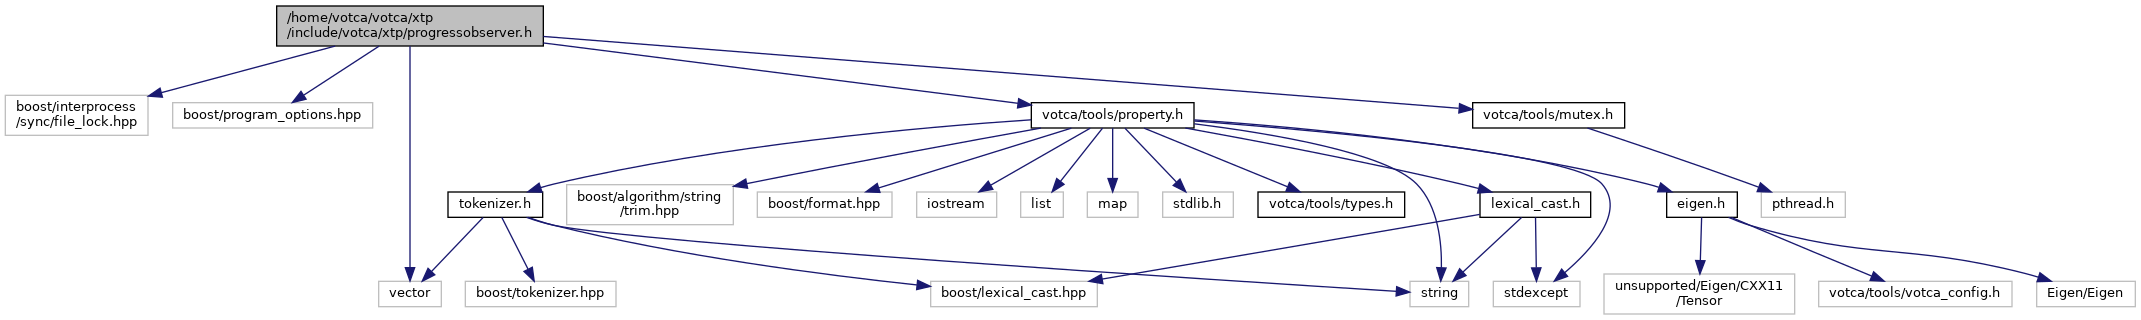 /home/votca/votca/xtp
/include/votca/xtp/progressobserver.h
boost/interprocess
/sync/file_lock.hpp
boost/program_options.hpp
votca/tools/property.h
votca/tools/mutex.h
tokenizer.h
boost/algorithm/string
/trim.hpp
boost/format.hpp
iostream
list
map
stdlib.h
votca/tools/types.h
lexical_cast.h
eigen.h
pthread.h
vector
boost/tokenizer.hpp
boost/lexical_cast.hpp
string
stdexcept
unsupported/Eigen/CXX11
/Tensor
votca/tools/votca_config.h
Eigen/Eigen